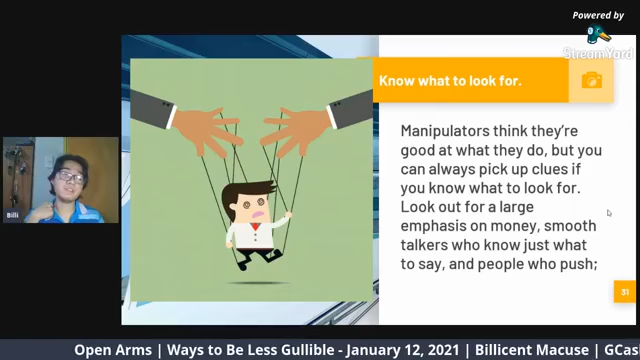 Powered by
StreamYard
Know what to look for.
Manipulators think they're
good at what they do, but you
can always pick up clues if
you know what to look for.
Look out for a large
emphasis on money, smooth
talkers who know just what
to say, and people who push;
Billi
31
Open Arms | Ways to Be Less Gullible - January 12, 2021 | Billicent Macuse | GCas